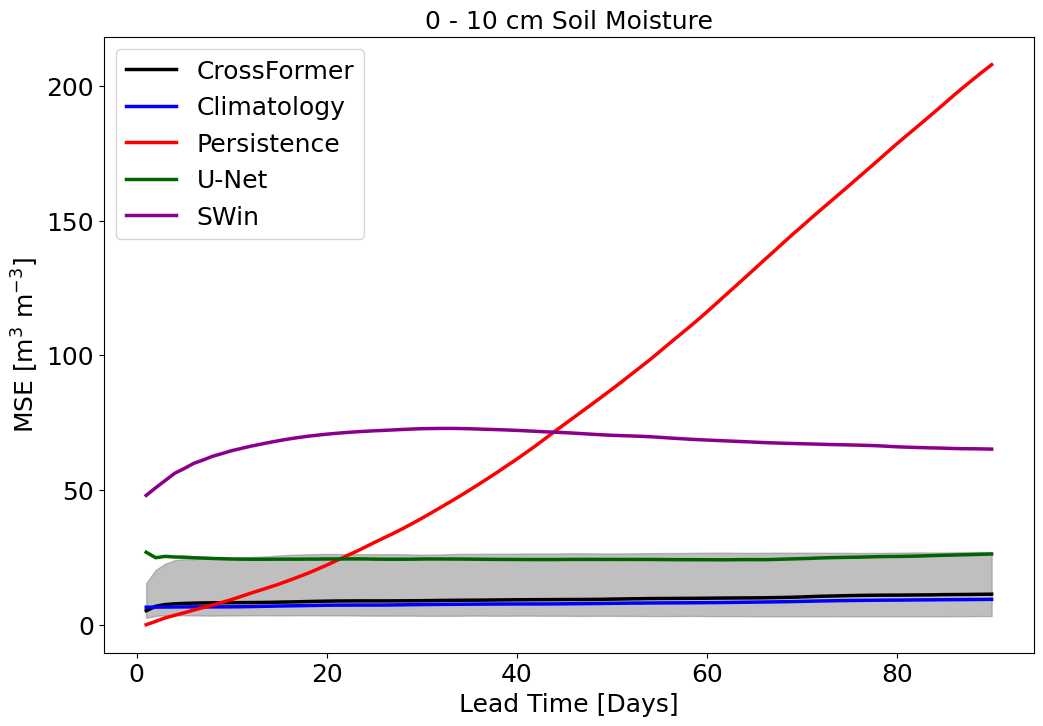 0 - 10 cm Soil Moisture
CrossFormer
Climatology
Persistence
U-Net
SWin
MSE [m³ m⁻³]
200
150
100
50
0
0 20 40 60 80
Lead Time [Days]